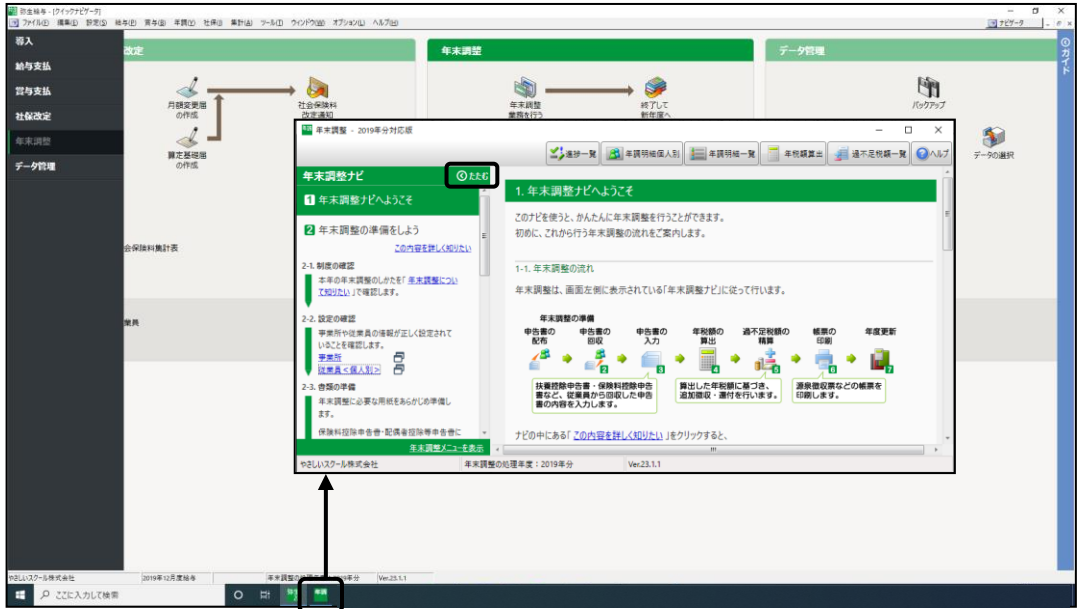 弥生給与 - [クイックナビゲータ]
ファイル(F) 編集(E) 設定(S) 給与(P) 賞与(B) 年調(Y) 社保(I) 集計(A) ツール(T) ウィンドウ(W) オプション(L) ヘルプ(H)
ナビゲータ
導入
給与支払
賞与支払
社保改定
年末調整
データ管理
改定
年末調整
データ管理
ガイド
月額変更届
の作成
社会保険料
改定通知
年末調整
業務を行う
終了して
新年度へ
バックアップ
算定基礎届
の作成
データの選択
会保険料集計表
業員
年末調整 - 2019年分対応版
進捗一覧
年調明細個人別
年調明細一覧
年税額算出
過不足税額一覧
ヘルプ
年末調整ナビ
たたむ
1 年末調整ナビへようこそ
2 年末調整の準備をしよう
この内容を詳しく知りたい
2-1. 制度の確認
本年の年末調整のしかたを「 年末調整につい
て知りたい 」で確認します。
2-2. 設定の確認
事業所や従業員の情報が正しく設定されて
いることを確認します。
事業所
従業員<個人別>
2-3. 書類の準備
年末調整に必要な用紙をあらかじめ準備し
ます。
保険料控除申告書・配偶者控除等申告書に
年末調整メニューを表示
1. 年末調整ナビへようこそ
このナビを使うと、かんたんに年末調整を行うことができます。
初めに、これから行う年末調整の流れをご案内します。
1-1. 年末調整の流れ
年末調整は、画面左側に表示されている「年末調整ナビ」に従って行います。
年末調整の準備
申告書の
配布
申告書の
回収
申告書の
入力
年税額の
算出
過不足税額の
精算
帳票の
印刷
年度更新
2
3
4
5
6
7
扶養控除申告書・保険料控除申告
書など、従業員から回収した申告
書の内容を入力します。
算出した年税額に基づき、
追加徴収・還付を行います。
源泉徴収票などの帳票を
印刷します。
ナビの中にある「 この内容を詳しく知りたい 」をクリックすると、
やさしいスクール株式会社
年末調整の処理年度:2019年分
Ver.23.1.1
やさしいスクール株式会社
2019年12月度給与
Ver.23.1.1
ここに入力して検索
年調